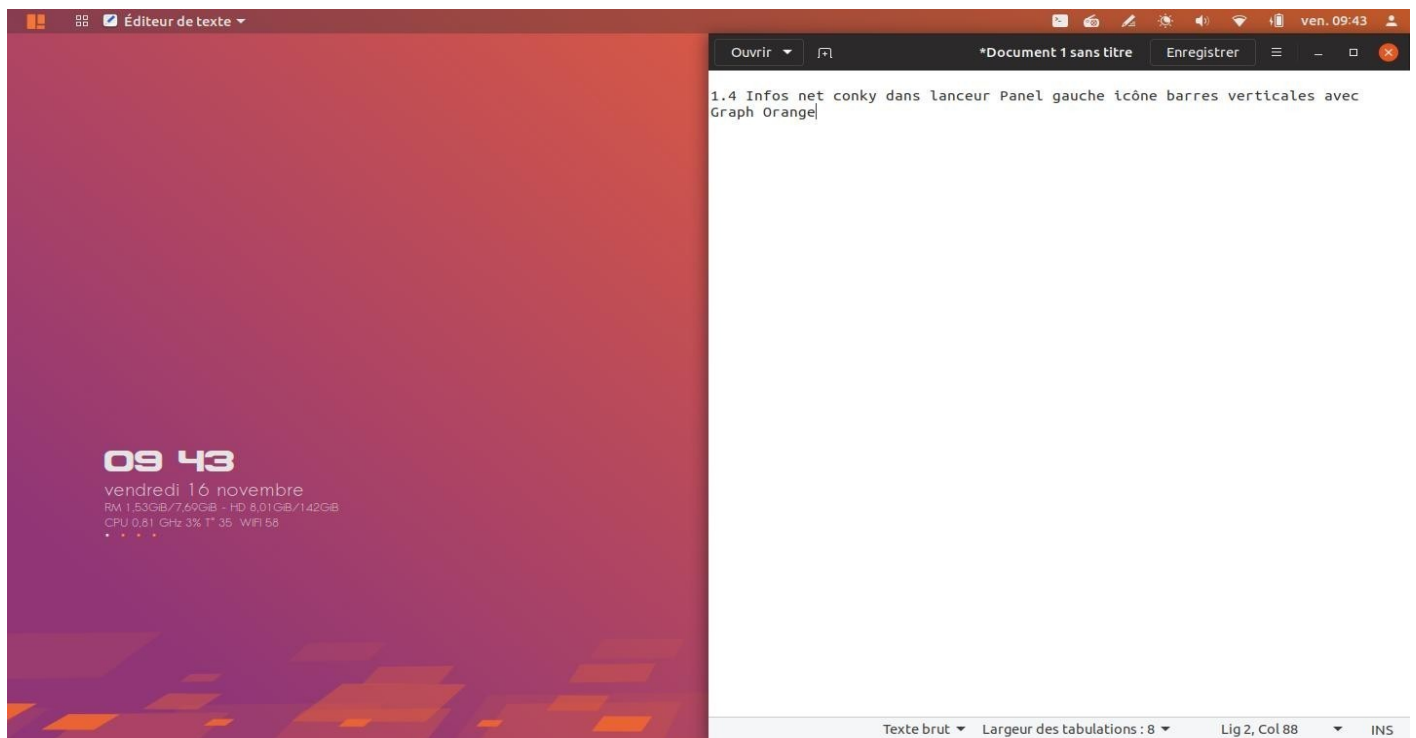 Éditeur de texte
ven. 09:43
Ouvrir
*Document 1 sans titre
Enregistrer
1.4 Infos net conky dans lanceur Panel gauche icône barres verticales avec
Graph Orange
09 43
vendredi 16 novembre
RM 1,53GiB/7,69GiB - HD 8,01GiB/142GiB
CPU 0,81 GHz 3% T° 35 WIFI 58
Texte brut
Largeur des tabulations : 8
Lig 2, Col 88
INS